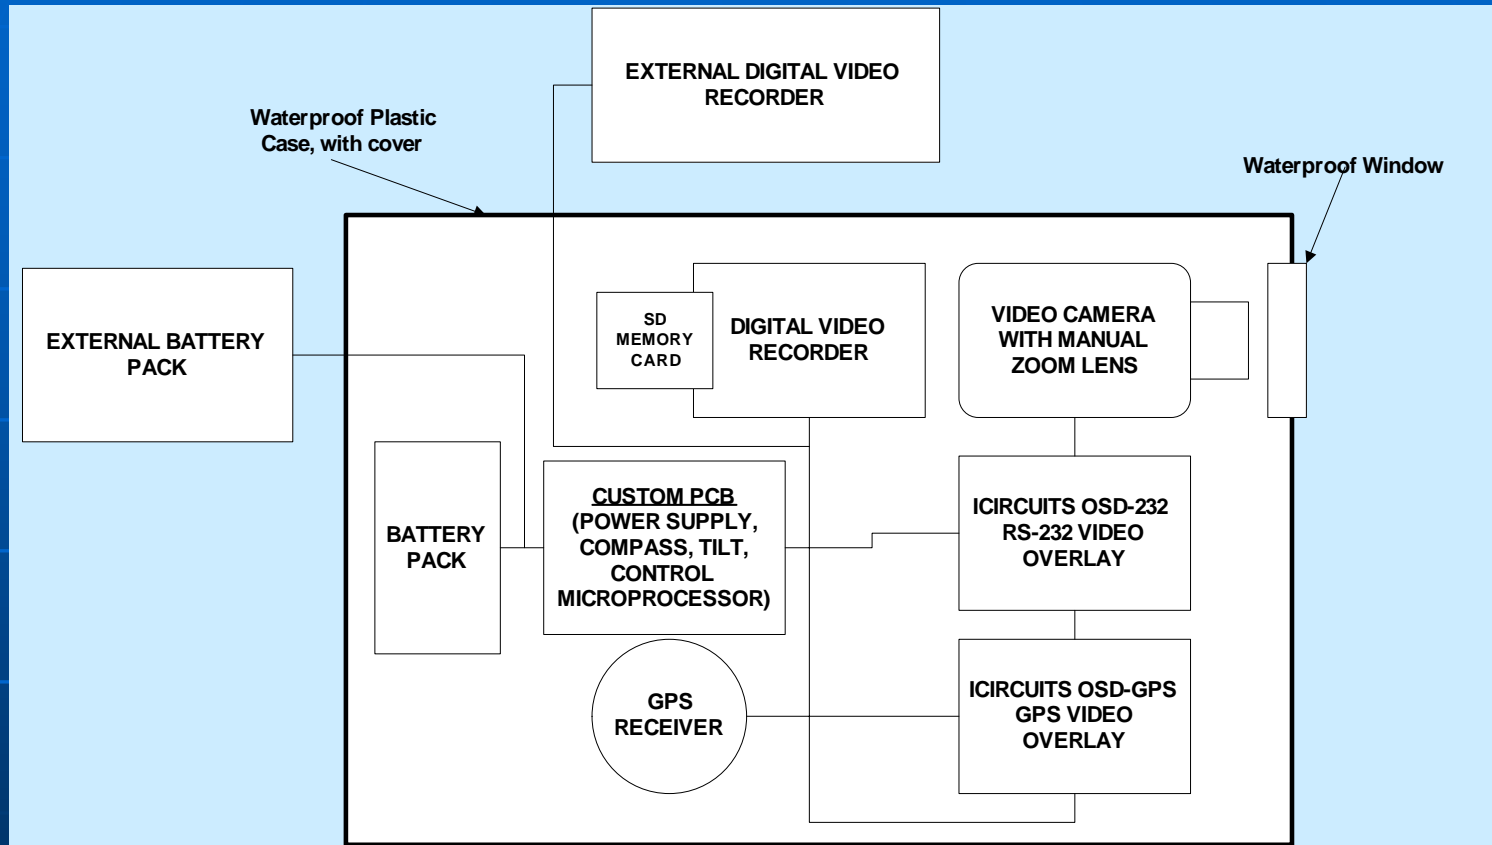 EXTERNAL DIGITAL VIDEO
RECORDER
Waterproof Plastic
Case, with cover
Waterproof Window
EXTERNAL BATTERY
PACK
SD
MEMORY
CARD
DIGITAL VIDEO
RECORDER
VIDEO CAMERA
WITH MANUAL
ZOOM LENS
BATTERY
PACK
CUSTOM PCB
(POWER SUPPLY,
COMPASS, TILT,
CONTROL
MICROPROCESSOR)
ICIRCUITS OSD-232
RS-232 VIDEO
OVERLAY
GPS
RECEIVER
ICIRCUITS OSD-GPS
GPS VIDEO
OVERLAY